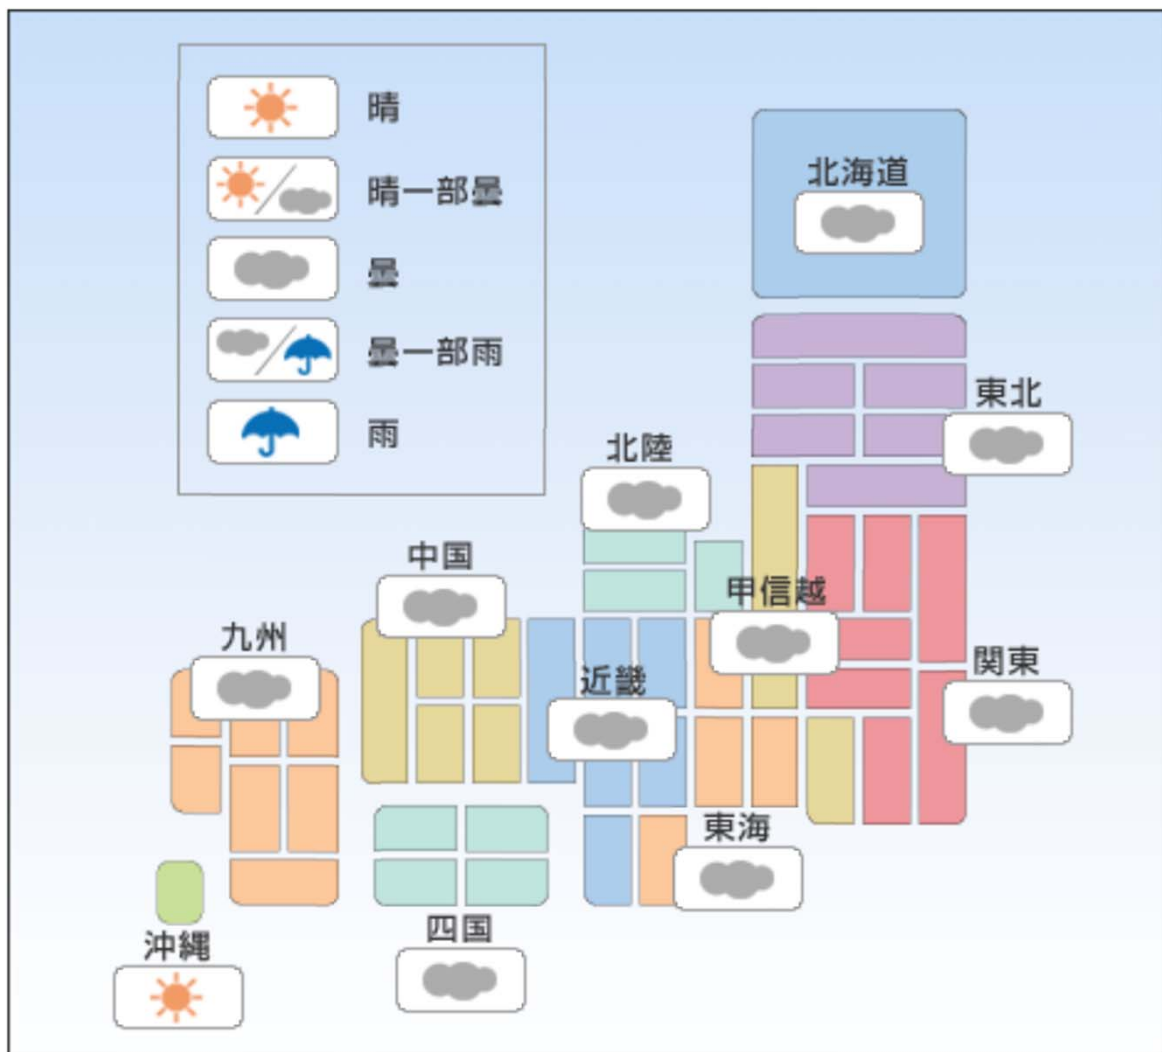 晴
晴一部曇
曇
曇一部雨
雨
北海道
東北
北陸
中国
甲信越
九州
関東
近畿
東海
四国
沖縄